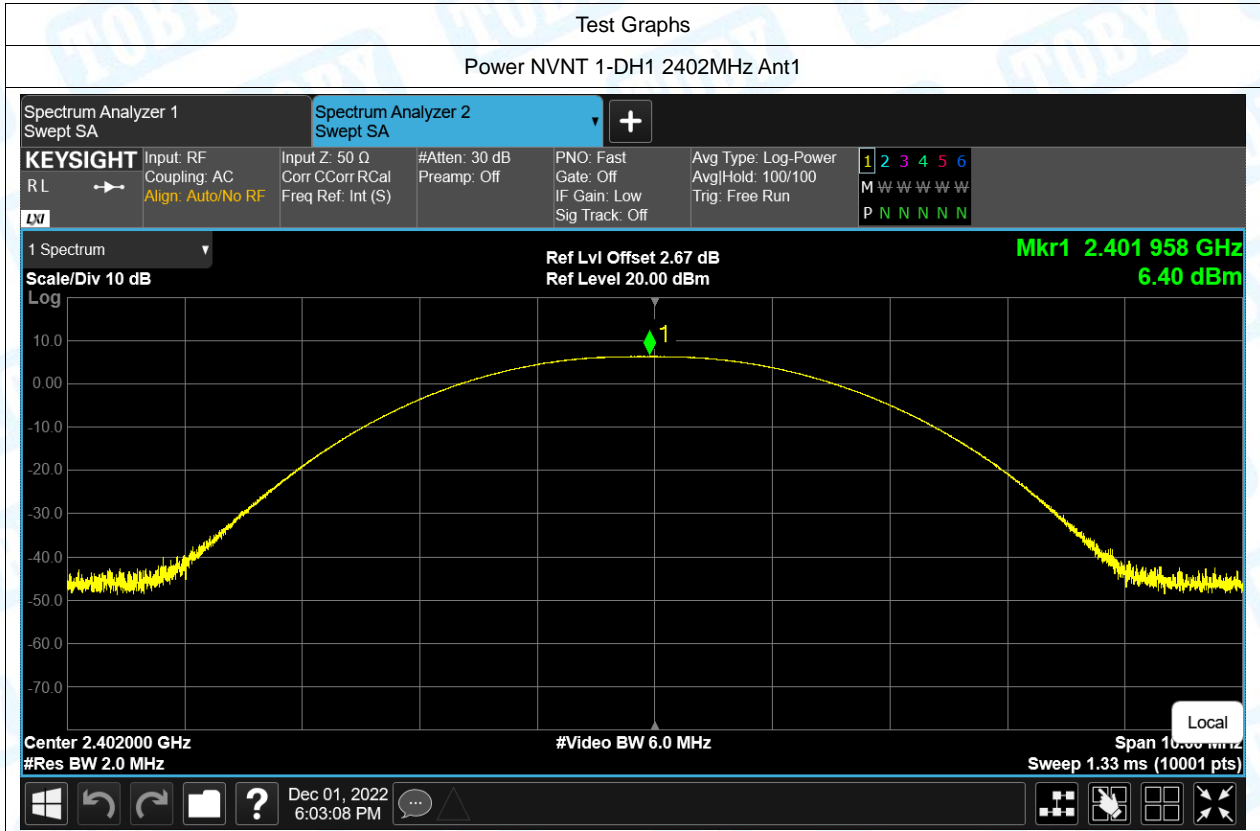 Test Graphs
Power NVNT 1-DH1 2402MHz Ant1
Spectrum Analyzer 1
Swept SA
Spectrum Analyzer 2
Swept SA
KEYSIGHT
R L
LXI
Input: RF
Coupling: AC
Align: Auto/No RF
Input Z: 50 Ω
Corr CCorr RCal
Freq Ref: Int (S)
#Atten: 30 dB
Preamp: Off
PNO: Fast
Gate: Off
IF Gain: Low
Sig Track: Off
Avg Type: Log-Power
Avg|Hold: 100/100
Trig: Free Run
1 2 3 4 5 6
M W W W W W
P N N N N N
1 Spectrum
Scale/Div 10 dB
Log
Ref Lvl Offset 2.67 dB
Ref Level 20.00 dBm
Mkr1 2.401 958 GHz
6.40 dBm
1
10.0
0.00
-10.0
-20.0
-30.0
-40.0
-50.0
-60.0
-70.0
Local
Center 2.402000 GHz
#Video BW 6.0 MHz
Span 10.00 MHz
#Res BW 2.0 MHz
Sweep 1.33 ms (10001 pts)
?
Dec 01, 2022
6:03:08 PM
TOBY